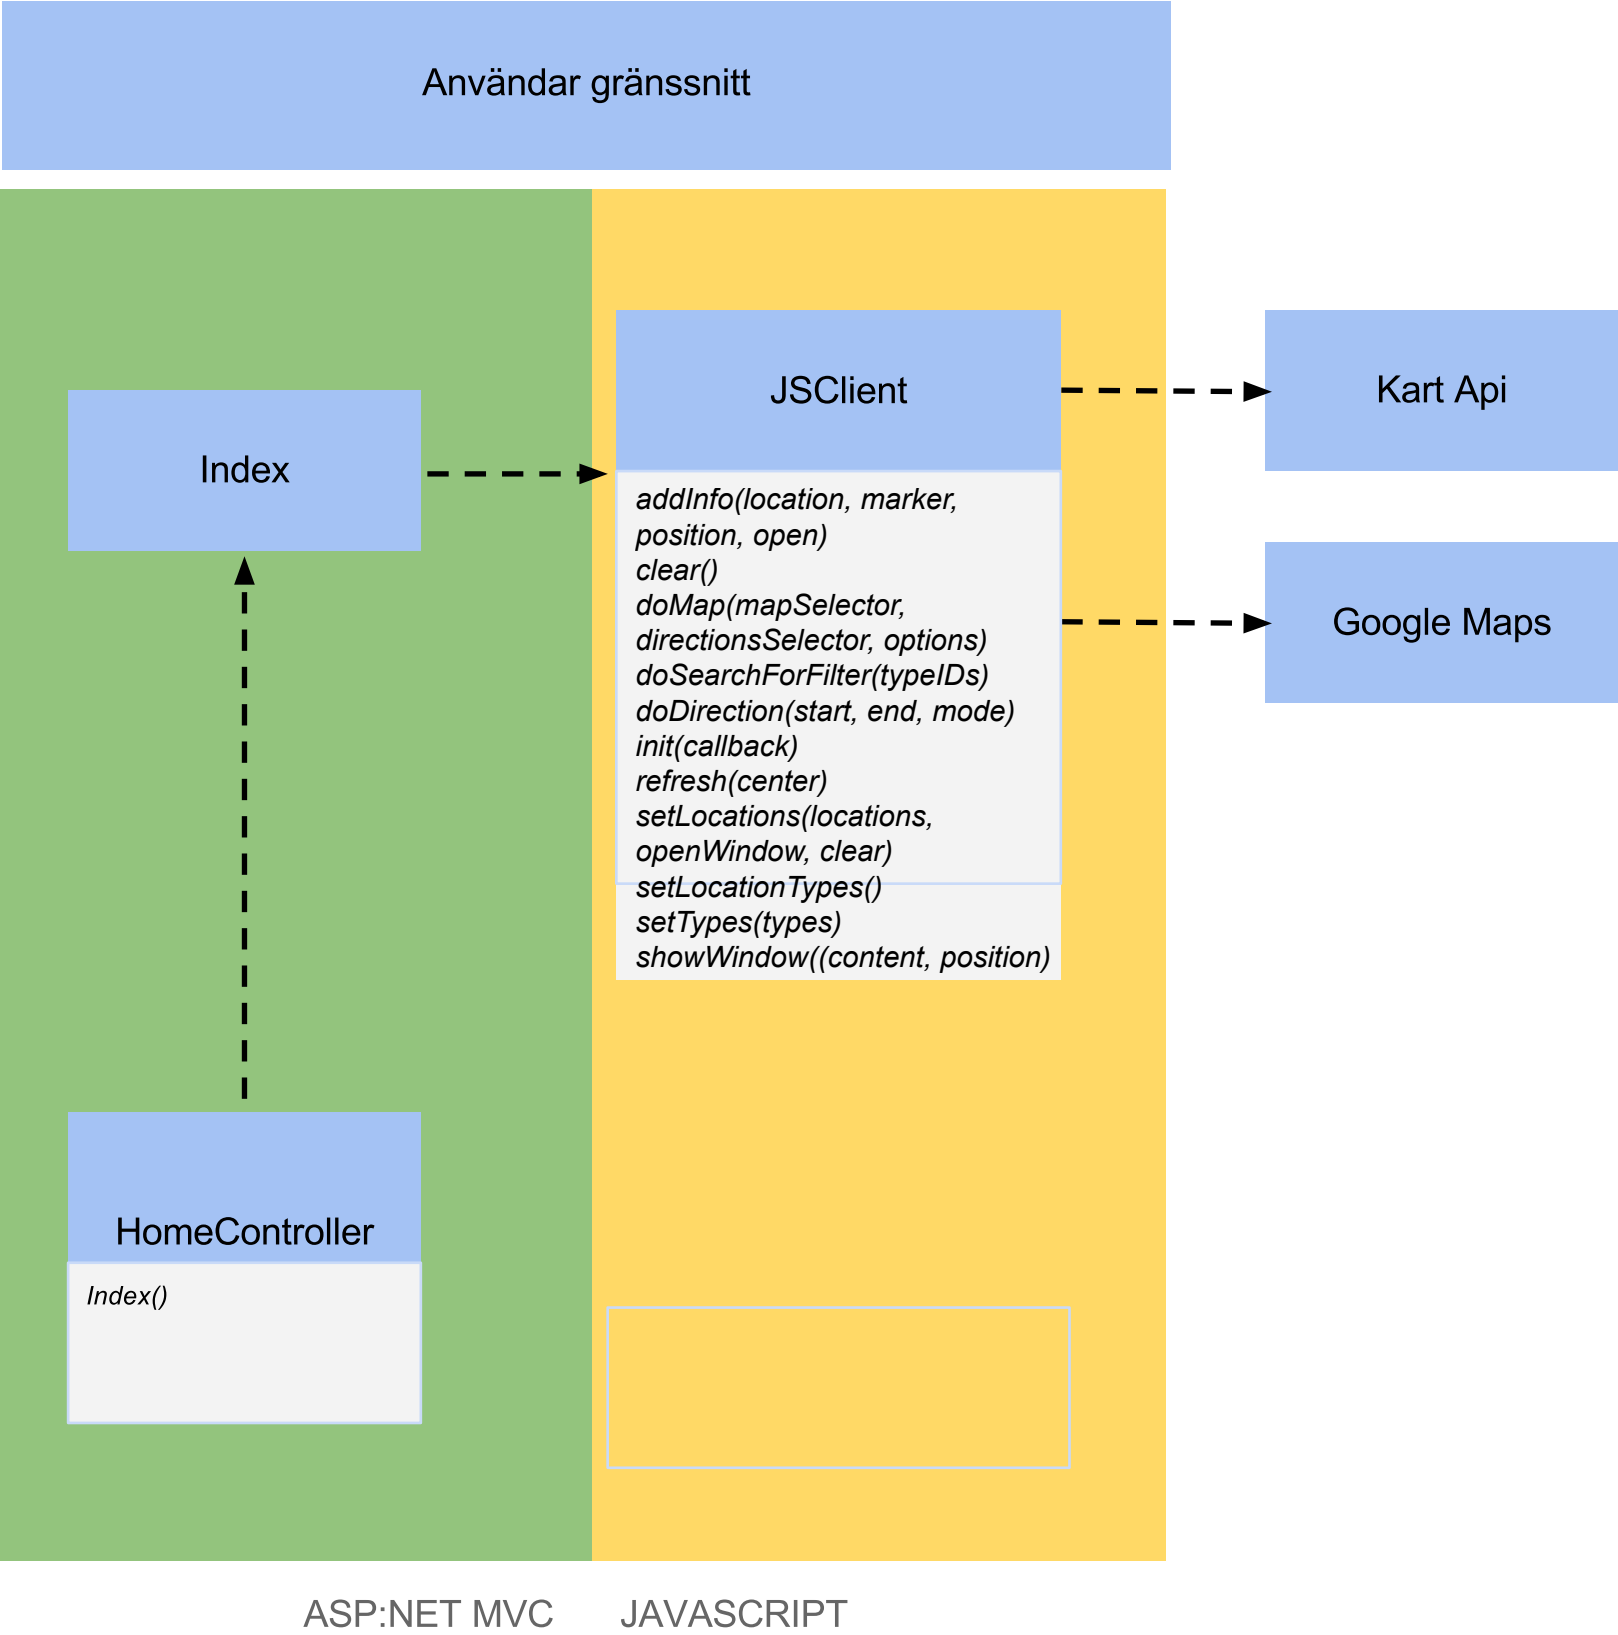 Användar gränssnitt
JSClient
Kart Api
Index
addInfo(location, marker,
position, open)
clear()
doMap(mapSelector,
directionsSelector, options)
doSearchForFilter(typeIDs)
doDirection(start, end, mode)
init(callback)
refresh(center)
setLocations(locations,
openWindow, clear)
setLocationTypes()
setTypes(types)
showWindow((content, position)
Google Maps
HomeController
Index()
ASP:NET MVC
JAVASCRIPT